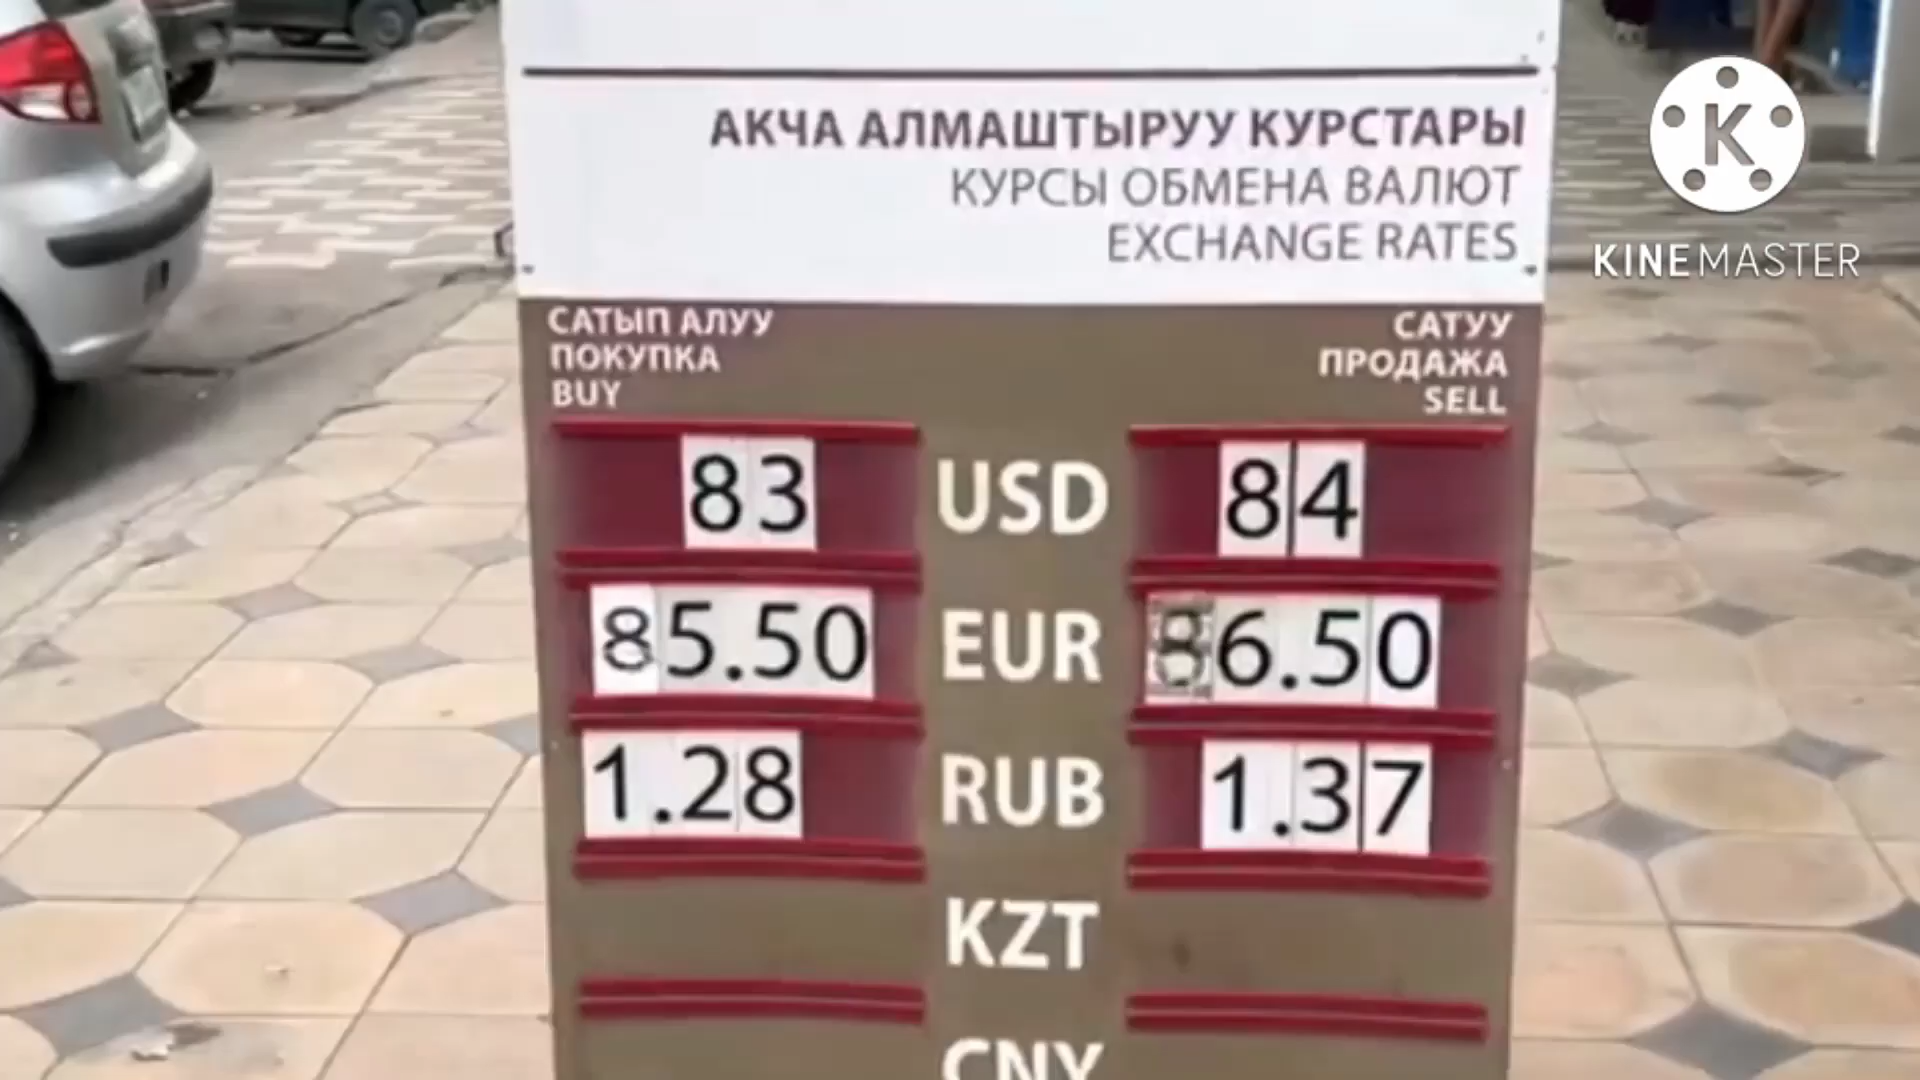 АКЧА АЛМАШТЫРУУ КУРСТАРЫ
КУРСЫ ОБМЕНА ВАЛЮТ
EXCHANGE RATES
K
KINEMASTER
САТЫП АЛУУ
ПОКУПКА
BUY
САТУУ
ПРОДАЖА
SELL
83 USD 84
85.50 EUR 86.50
1.28 RUB 1.37
KZT
CNY